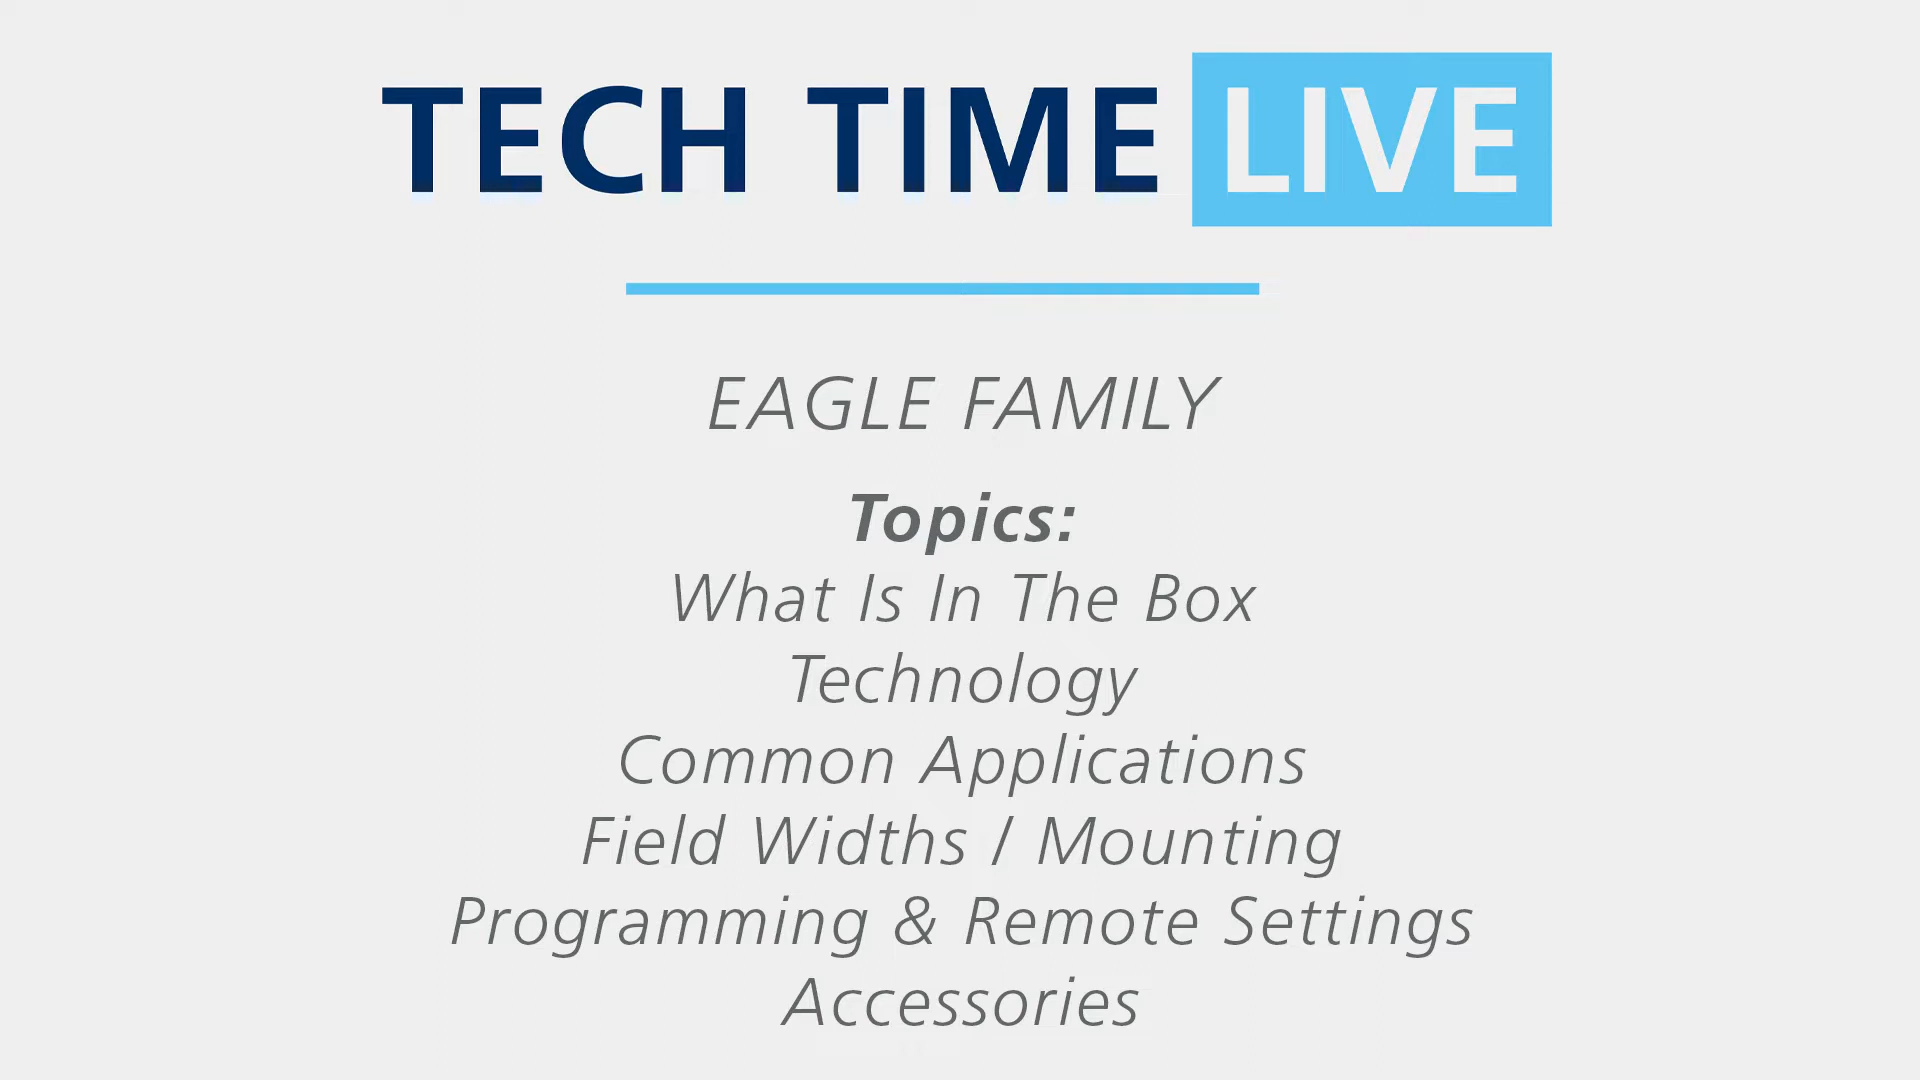 TECH TIME LIVE
EAGLE FAMILY
Topics:
What Is In The Box
Technology
Common Applications
Field Widths / Mounting
Programming & Remote Settings
Accessories